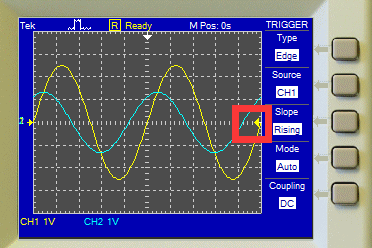 Tek R Ready M Pos: 0s TRIGGER
Type
Edge
Source
CH1
Slope
Rising
Mode
Auto
Coupling
DC
2
CH1 1V CH2 1V